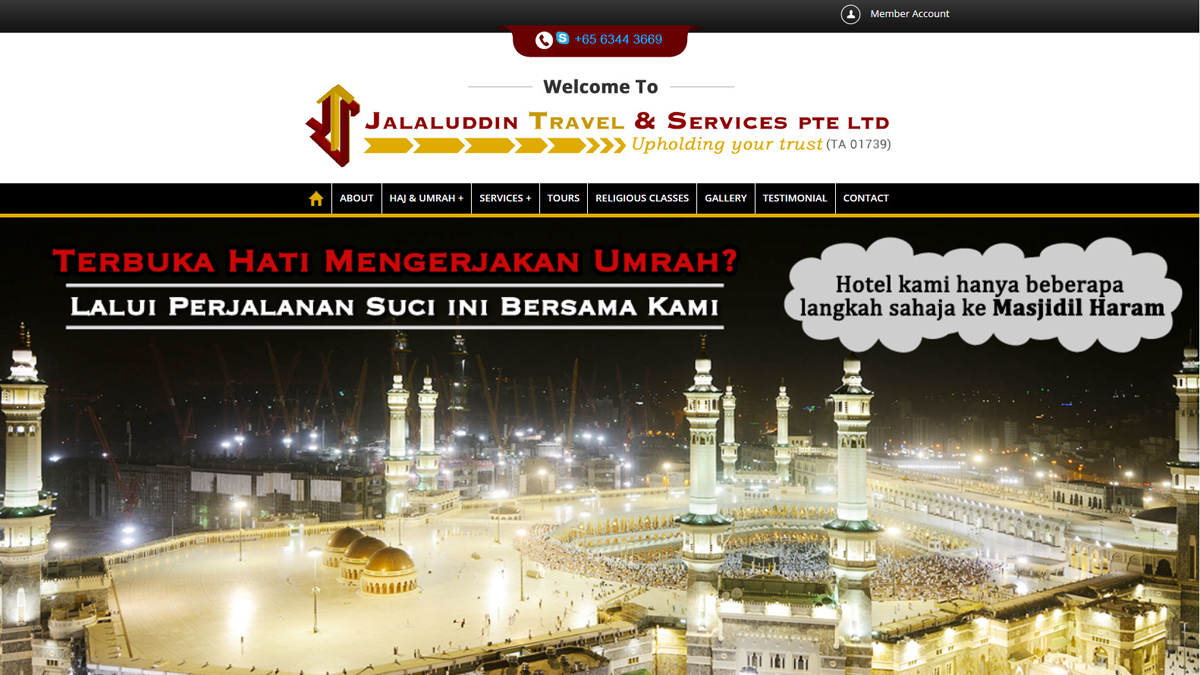 Member Account
+65 6344 3669
Welcome To
JALALUDDIN TRAVEL & SERVICES PTE LTD
Upholding your trust (TA 01739)
ABOUT
HAJ & UMRAH +
SERVICES +
TOURS
RELIGIOUS CLASSES
GALLERY
TESTIMONIAL
CONTACT
TERBUKA HATI MENGERJAKAN UMRAH?
LALUI PERJALANAN SUCI INI BERSAMA KAMI
Hotel kami hanya beberapa
langkah sahaja ke Masjidil Haram